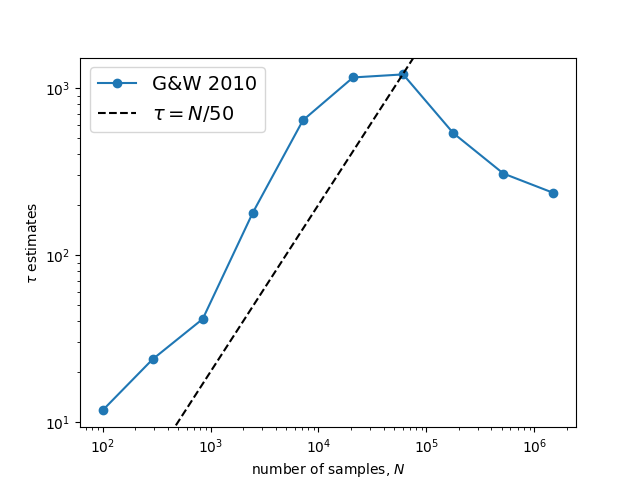 G&W 2010
τ = N/50
10³
10²
10¹
τ estimates
10² 10³ 10⁴ 10⁵ 10⁶
number of samples, N